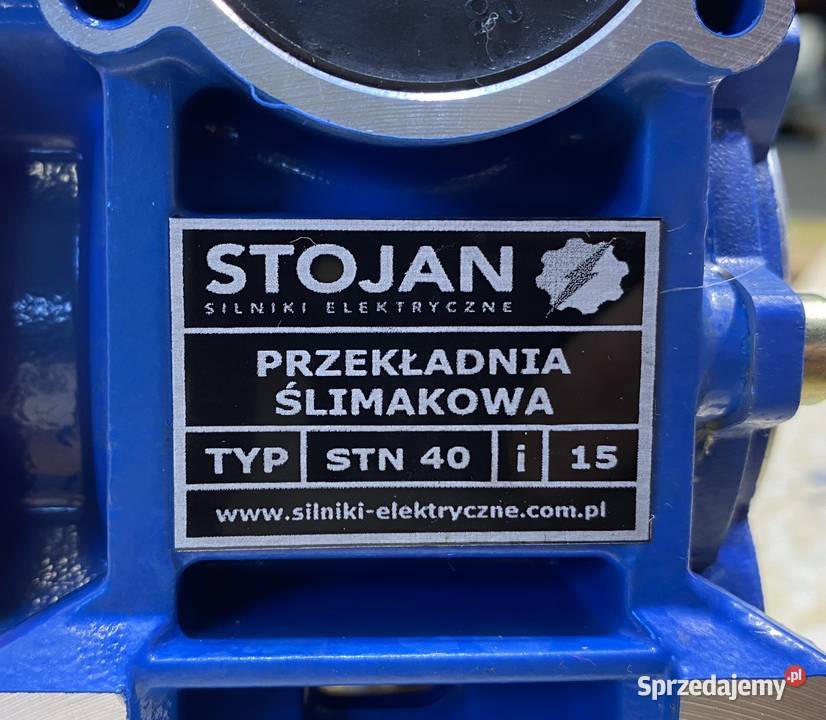 STOJAN
SILNIKI ELEKTRYCZNE
PRZEKŁADNIA
ŚLIMAKOWA
TYP STN 40 i 15
www.silniki-elektryczne.com.pl
Sprzedajemy.pl